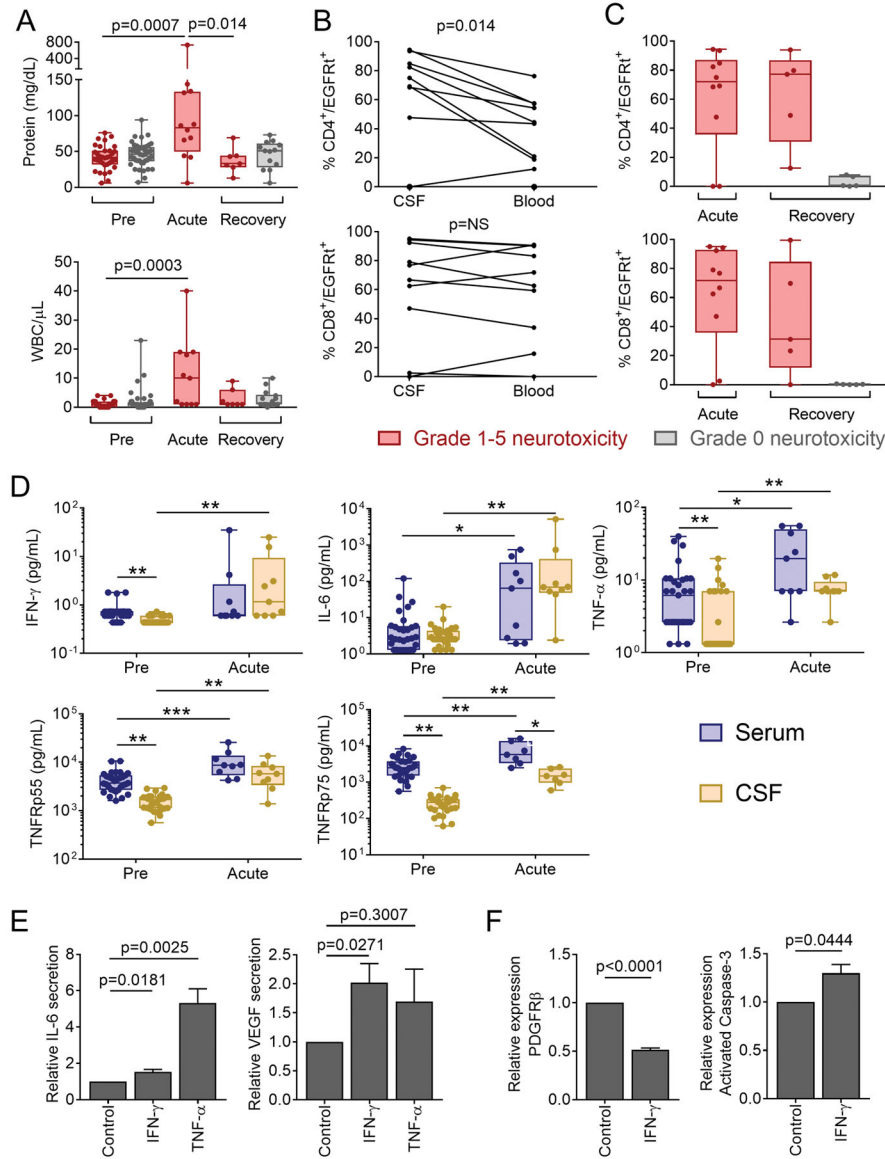 A
p=0.0007
p=0.014
Protein (mg/dL)
800
600
400
200
150
100
50
0
Pre
Acute
Recovery
p=0.0003
WBC/µL
50
40
30
20
10
0
Pre
Acute
Recovery
B
p=0.014
% CD4+/EGFRt+
100
80
60
40
20
0
CSF
Blood
p=NS
% CD8+/EGFRt+
100
80
60
40
20
0
CSF
Blood
C
% CD4+/EGFRt+
100
80
60
40
20
0
Acute
Recovery
% CD8+/EGFRt+
100
80
60
40
20
0
Acute
Recovery
Grade 1-5 neurotoxicity
Grade 0 neurotoxicity
D
IFN-γ (pg/mL)
10²
10¹
10⁰
10⁻¹
**
**
Pre
Acute
IL-6 (pg/mL)
10⁴
10³
10²
10¹
10⁰
**
*
Pre
Acute
TNF-α (pg/mL)
10²
10¹
10⁰
**
*
**
Pre
Acute
TNFRp55 (pg/mL)
10⁵
10⁴
10³
10²
**
***
**
Pre
Acute
TNFRp75 (pg/mL)
10⁵
10⁴
10³
10²
10¹
**
**
**
*
Pre
Acute
Serum
CSF
E
p=0.0025
p=0.0181
Relative IL-6 secretion
8
6
4
2
0
Control
IFN-γ
TNF-α
p=0.3007
p=0.0271
Relative VEGF secretion
2.5
2.0
1.5
1.0
0.5
0.0
Control
IFN-γ
TNF-α
F
p<0.0001
Relative expression
PDGFRβ
1.5
1.0
0.5
0.0
Control
IFN-γ
p=0.0444
Relative expression
Activated Caspase-3
1.5
1.0
0.5
0.0
Control
IFN-γ